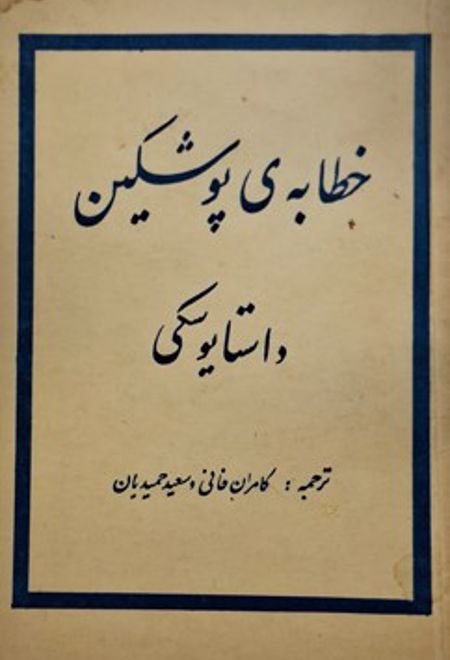 خطابه ی پوشکین
داستایوسکی
ترجمه : کامران فانی و سعید حمیدیان